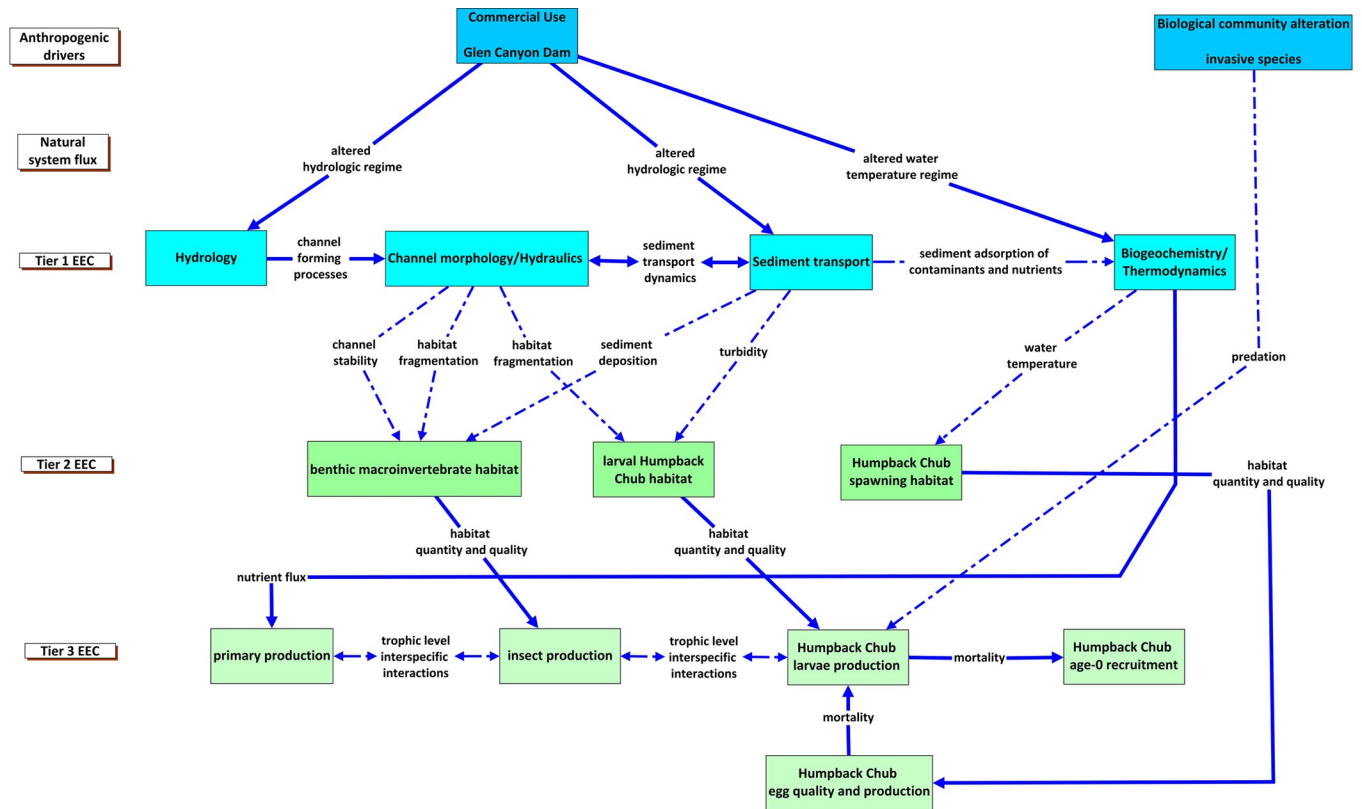 Anthropogenic
drivers
Commercial Use
Glen Canyon Dam
Biological community alteration
invasive species
Natural
system flux
altered
hydrologic regime
altered
hydrologic regime
altered water
temperature regime
Tier 1 EEC
Hydrology
channel
forming
processes
Channel morphology/Hydraulics
sediment
transport
dynamics
Sediment transport
sediment adsorption of
contaminants and nutrients
Biogeochemistry/
Thermodynamics
channel
stability
habitat
fragmentation
habitat
fragmentation
sediment
deposition
turbidity
water
temperature
predation
Tier 2 EEC
benthic macroinvertebrate habitat
larval Humpback
Chub habitat
Humpback Chub
spawning habitat
habitat
quantity and quality
habitat
quantity and quality
habitat
quantity and quality
nutrient flux
Tier 3 EEC
primary production
trophic level
interspecific
interactions
insect production
trophic level
interspecific
interactions
Humpback Chub
larvae production
mortality
Humpback Chub
age-0 recruitment
mortality
Humpback Chub
egg quality and production